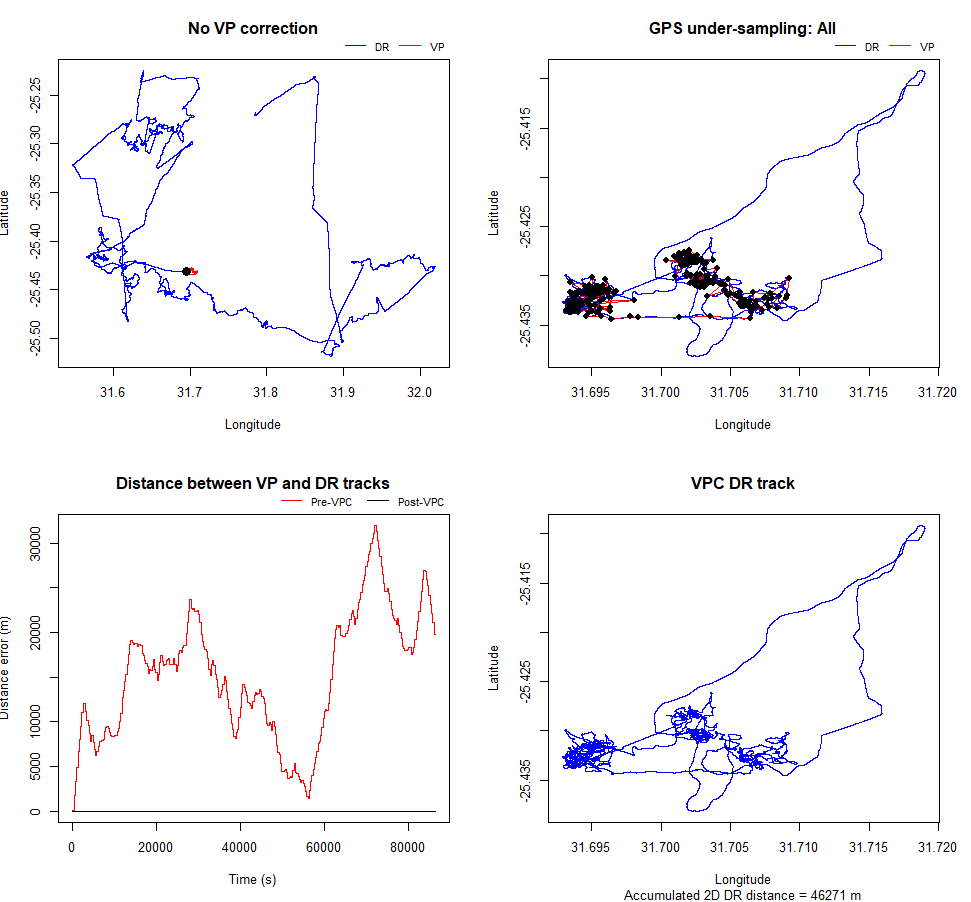 No VP correction
DR VP
Latitude
-25.25
-25.30
-25.35
-25.40
-25.45
-25.50
31.6 31.7 31.8 31.9 32.0
Longitude
GPS under-sampling: All
DR VP
Latitude
-25.415
-25.425
-25.435
31.695 31.700 31.705 31.710 31.715 31.720
Longitude
Distance between VP and DR tracks
Pre-VPC Post-VPC
Distance error (m)
30000
20000
10000
5000
0
0 20000 40000 60000 80000
Time (s)
VPC DR track
Latitude
-25.415
-25.425
-25.435
31.695 31.700 31.705 31.710 31.715 31.720
Longitude
Accumulated 2D DR distance = 46271 m